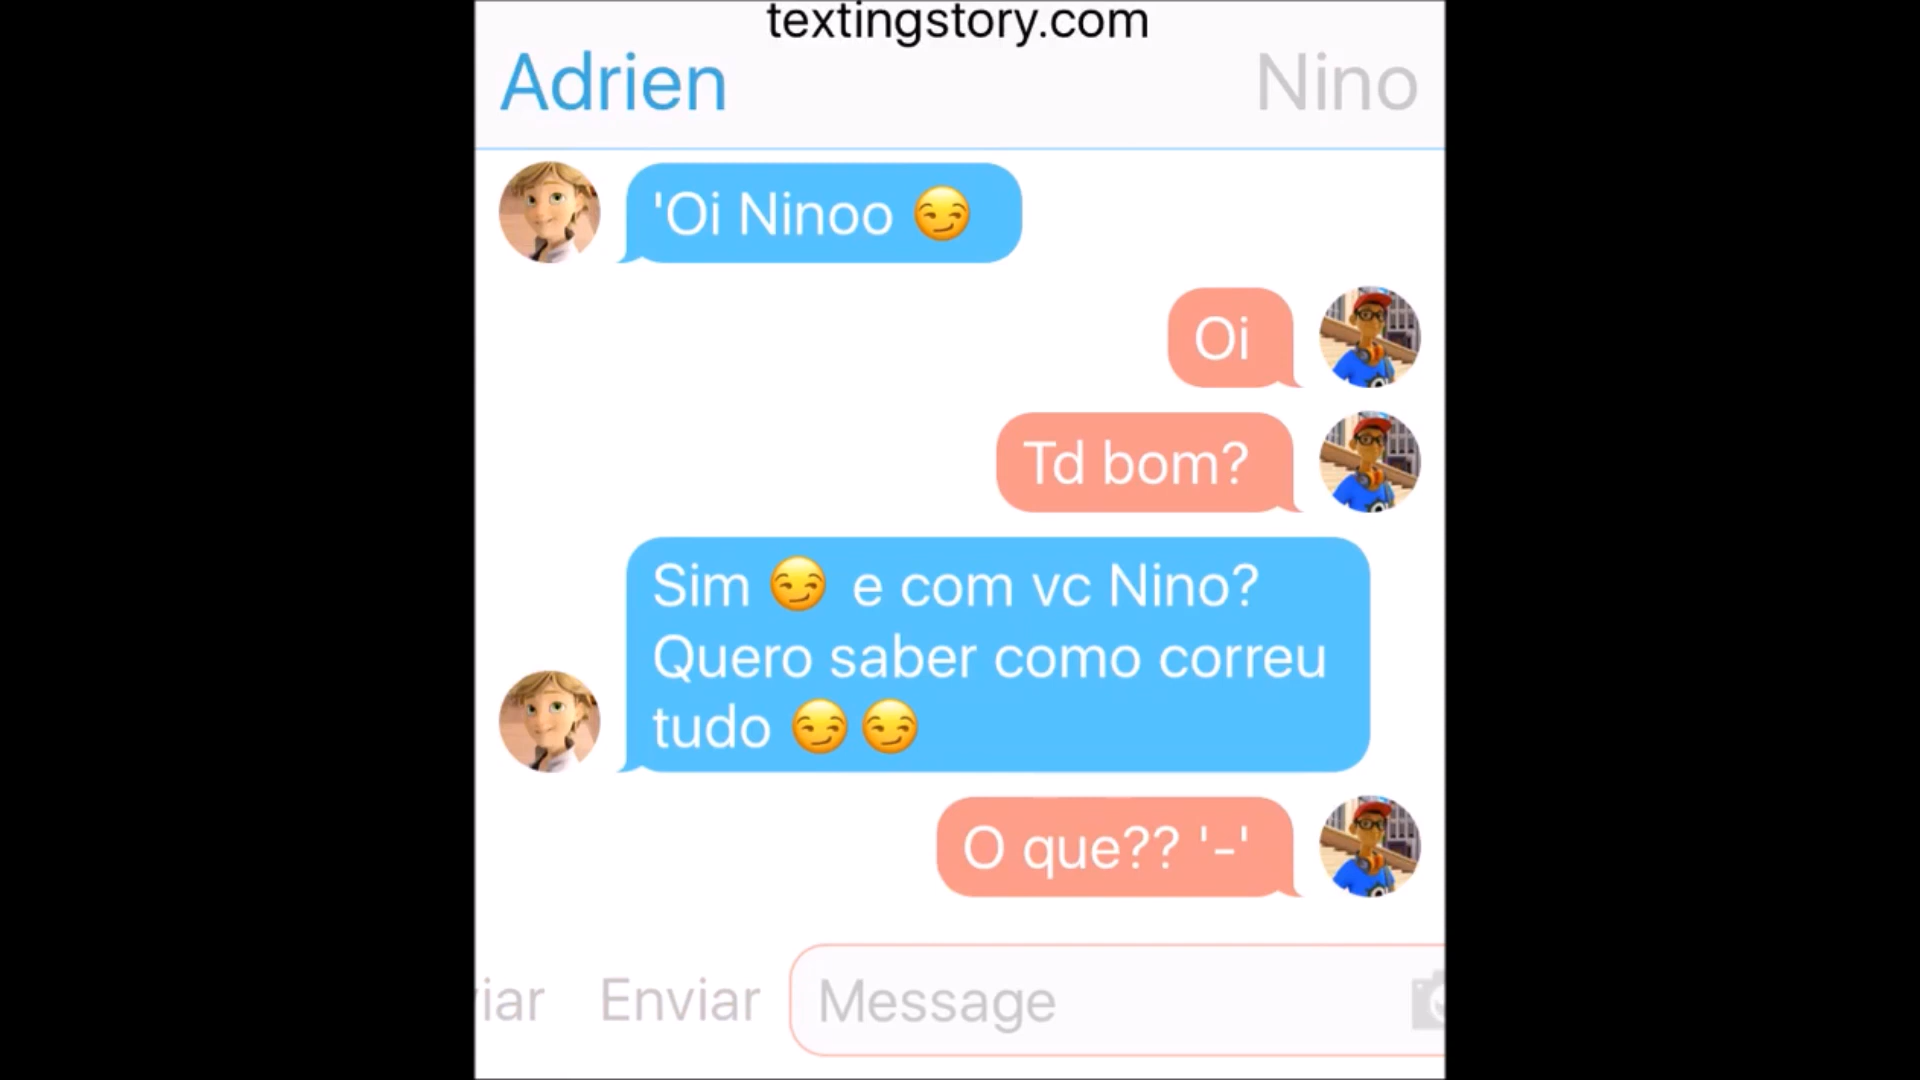 textingstory.com
Adrien
Nino
'Oi Ninoo 😏
Oi
Td bom?
Sim 😏 e com vc Nino?
Quero saber como correu
tudo 😏😏
O que?? '-'
iar
Enviar
Message